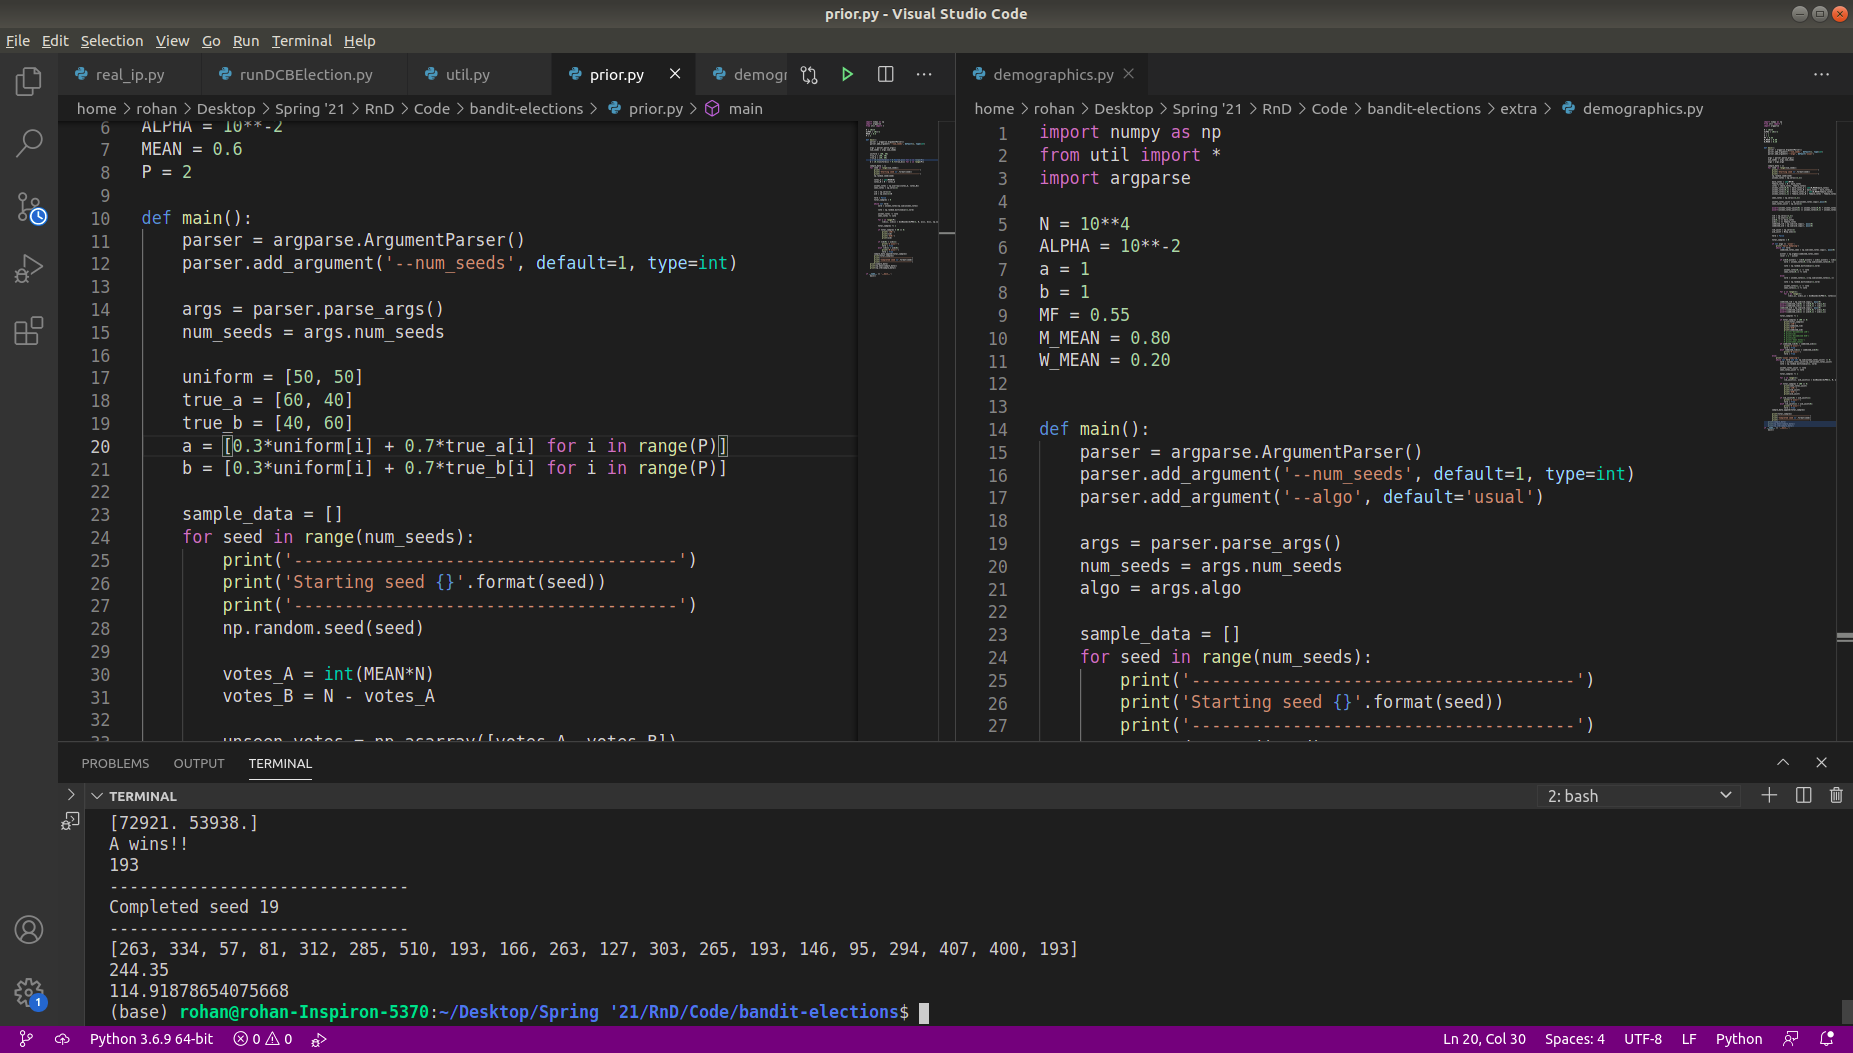 prior.py - Visual Studio Code
File Edit Selection View Go Run Terminal Help
real_ip.py runDCBElection.py util.py prior.py demogr
home > rohan > Desktop > Spring '21 > RnD > Code > bandit-elections > prior.py > main
6 ALPHA = 10**-2
7 MEAN = 0.6
8 P = 2
9
10 def main():
11 parser = argparse.ArgumentParser()
12 parser.add_argument('--num_seeds', default=1, type=int)
13
14 args = parser.parse_args()
15 num_seeds = args.num_seeds
16
17 uniform = [50, 50]
18 true_a = [60, 40]
19 true_b = [40, 60]
20 a = [0.3*uniform[i] + 0.7*true_a[i] for i in range(P)]
21 b = [0.3*uniform[i] + 0.7*true_b[i] for i in range(P)]
22
23 sample_data = []
24 for seed in range(num_seeds):
25 print('--------------------------------------')
26 print('Starting seed {}'.format(seed))
27 print('--------------------------------------')
28 np.random.seed(seed)
29
30 votes_A = int(MEAN*N)
31 votes_B = N - votes_A
32
33 unseen_votes = np.asarray([votes_A, votes_B])
demographics.py
home > rohan > Desktop > Spring '21 > RnD > Code > bandit-elections > extra > demographics.py
1 import numpy as np
2 from util import *
3 import argparse
4
5 N = 10**4
6 ALPHA = 10**-2
7 a = 1
8 b = 1
9 MF = 0.55
10 M_MEAN = 0.80
11 W_MEAN = 0.20
12
13
14 def main():
15 parser = argparse.ArgumentParser()
16 parser.add_argument('--num_seeds', default=1, type=int)
17 parser.add_argument('--algo', default='usual')
18
19 args = parser.parse_args()
20 num_seeds = args.num_seeds
21 algo = args.algo
22
23 sample_data = []
24 for seed in range(num_seeds):
25 print('--------------------------------------')
26 print('Starting seed {}'.format(seed))
27 print('--------------------------------------')
PROBLEMS OUTPUT TERMINAL
TERMINAL
2: bash
[72921. 53938.]
A wins!!
193
------------------------------
Completed seed 19
------------------------------
[263, 334, 57, 81, 312, 285, 510, 193, 166, 263, 127, 303, 265, 193, 146, 95, 294, 407, 400, 193]
244.35
114.91878654075668
(base) rohan@rohan-Inspiron-5370:~/Desktop/Spring '21/RnD/Code/bandit-elections$
1
Python 3.6.9 64-bit 0 0 Ln 20, Col 30 Spaces: 4 UTF-8 LF Python